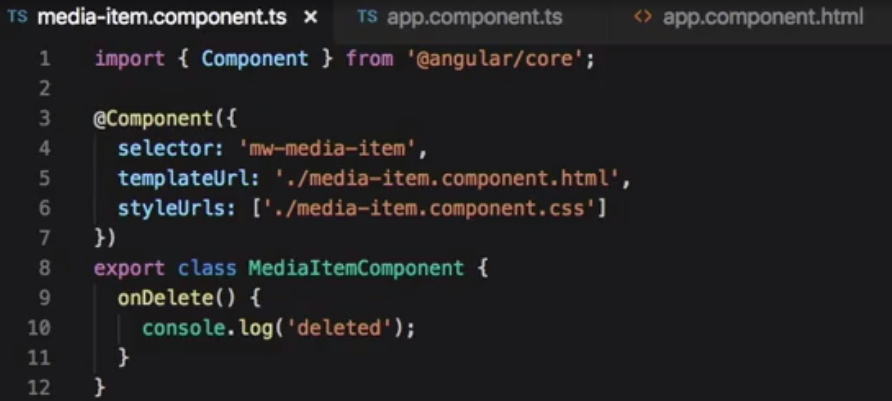 TS media-item.component.ts × TS app.component.ts <> app.component.html
1 import { Component } from '@angular/core';
2
3 @Component({
4   selector: 'mw-media-item',
5   templateUrl: './media-item.component.html',
6   styleUrls: ['./media-item.component.css']
7 })
8 export class MediaItemComponent {
9   onDelete() {
10     console.log('deleted');
11   }
12 }